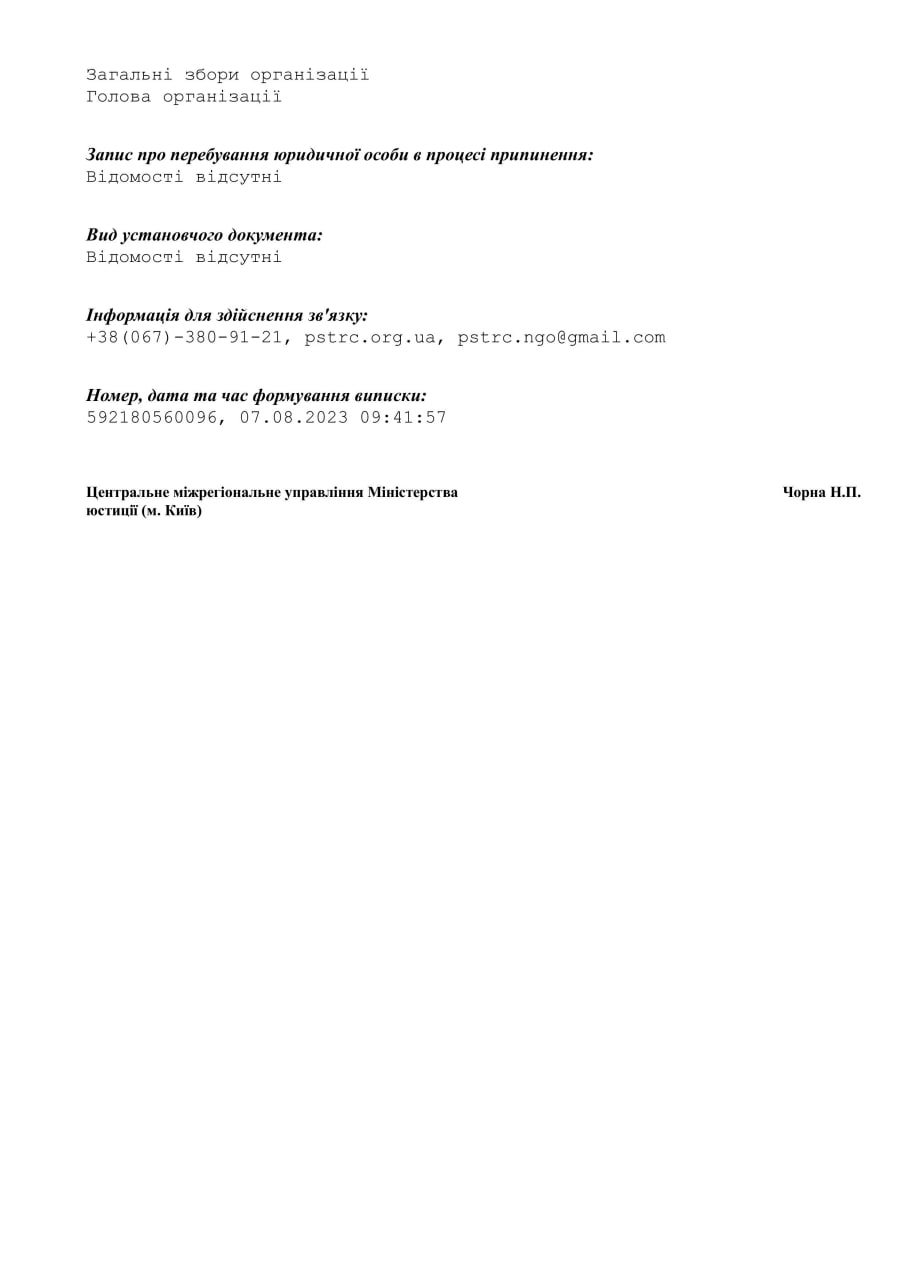 Загальні збори організації
Голова організації
Запис про перебування юридичної особи в процесі припинення:
Відомості відсутні
Вид установчого документа:
Відомості відсутні
Інформація для здійснення зв'язку:
+38(067)-380-91-21, pstrc.org.ua, pstrc.ngo@gmail.com
Номер, дата та час формування виписки:
592180560096, 07.08.2023 09:41:57
Центральне міжрегіональне управління Міністерства Чорна Н.П.
юстиції (м. Київ)